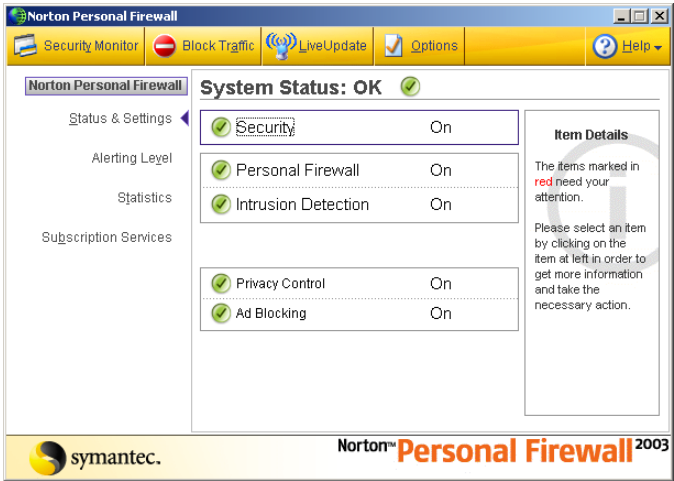 Norton Personal Firewall
Security Monitor Block Traffic LiveUpdate Options Help
Norton Personal Firewall
Status & Settings
Alerting Level
Statistics
Subscription Services
System Status: OK
Security On
Personal Firewall On
Intrusion Detection On
Privacy Control On
Ad Blocking On
Item Details
The items marked in
red need your
attention.
Please select an item
by clicking on the
item at left in order to
get more information
and take the
necessary action.
symantec.
Norton™ Personal Firewall 2003